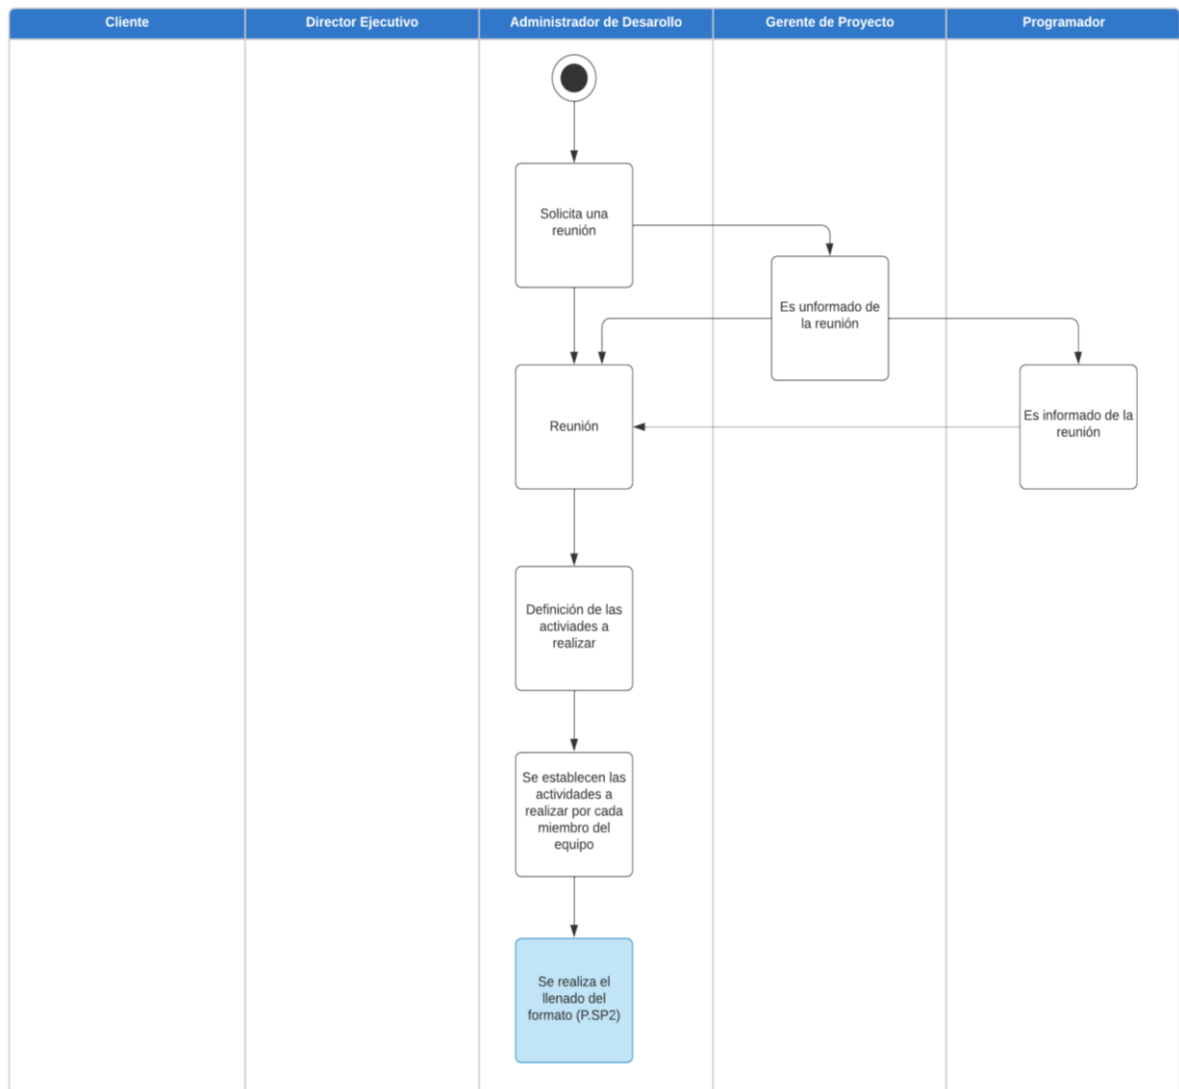 Cliente
Director Ejecutivo
Administrador de Desarollo
Gerente de Proyecto
Programador
Solicita una
reunión
Es unformado de
la reunión
Es informado de la
reunión
Reunión
Definición de las
activiades a
realizar
Se establecen las
actividades a
realizar por cada
miembro del
equipo
Se realiza el
llenado del
formato (P.SP2)